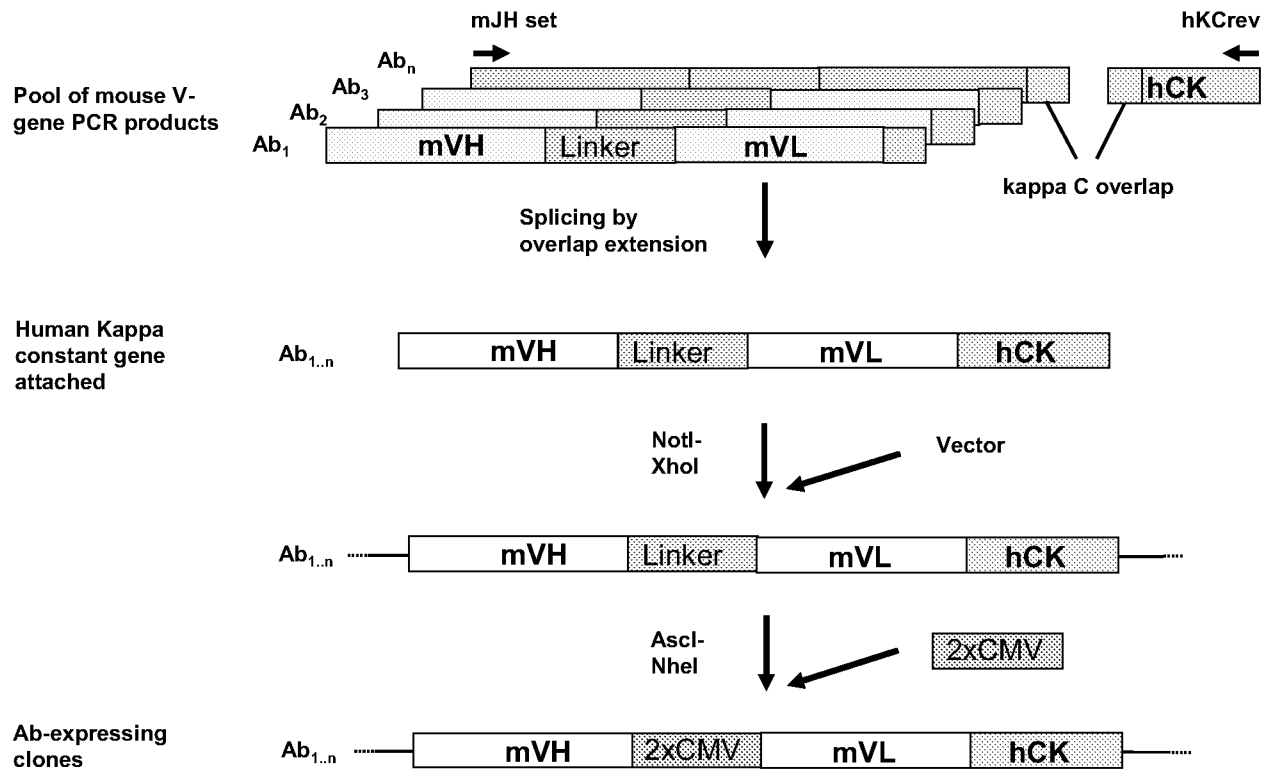 mJH set
hKCrev
Abn
Ab3
Ab2
Ab1
Pool of mouse V-
gene PCR products
hCK
mVH
Linker
mVL
kappa C overlap
Splicing by
overlap extension
Human Kappa
constant gene
attached
Ab1..n
mVH
Linker
mVL
hCK
NotI-
XhoI
Vector
Ab1..n
mVH
Linker
mVL
hCK
AscI-
NheI
2xCMV
Ab-expressing
clones
Ab1..n
mVH
2xCMV
mVL
hCK